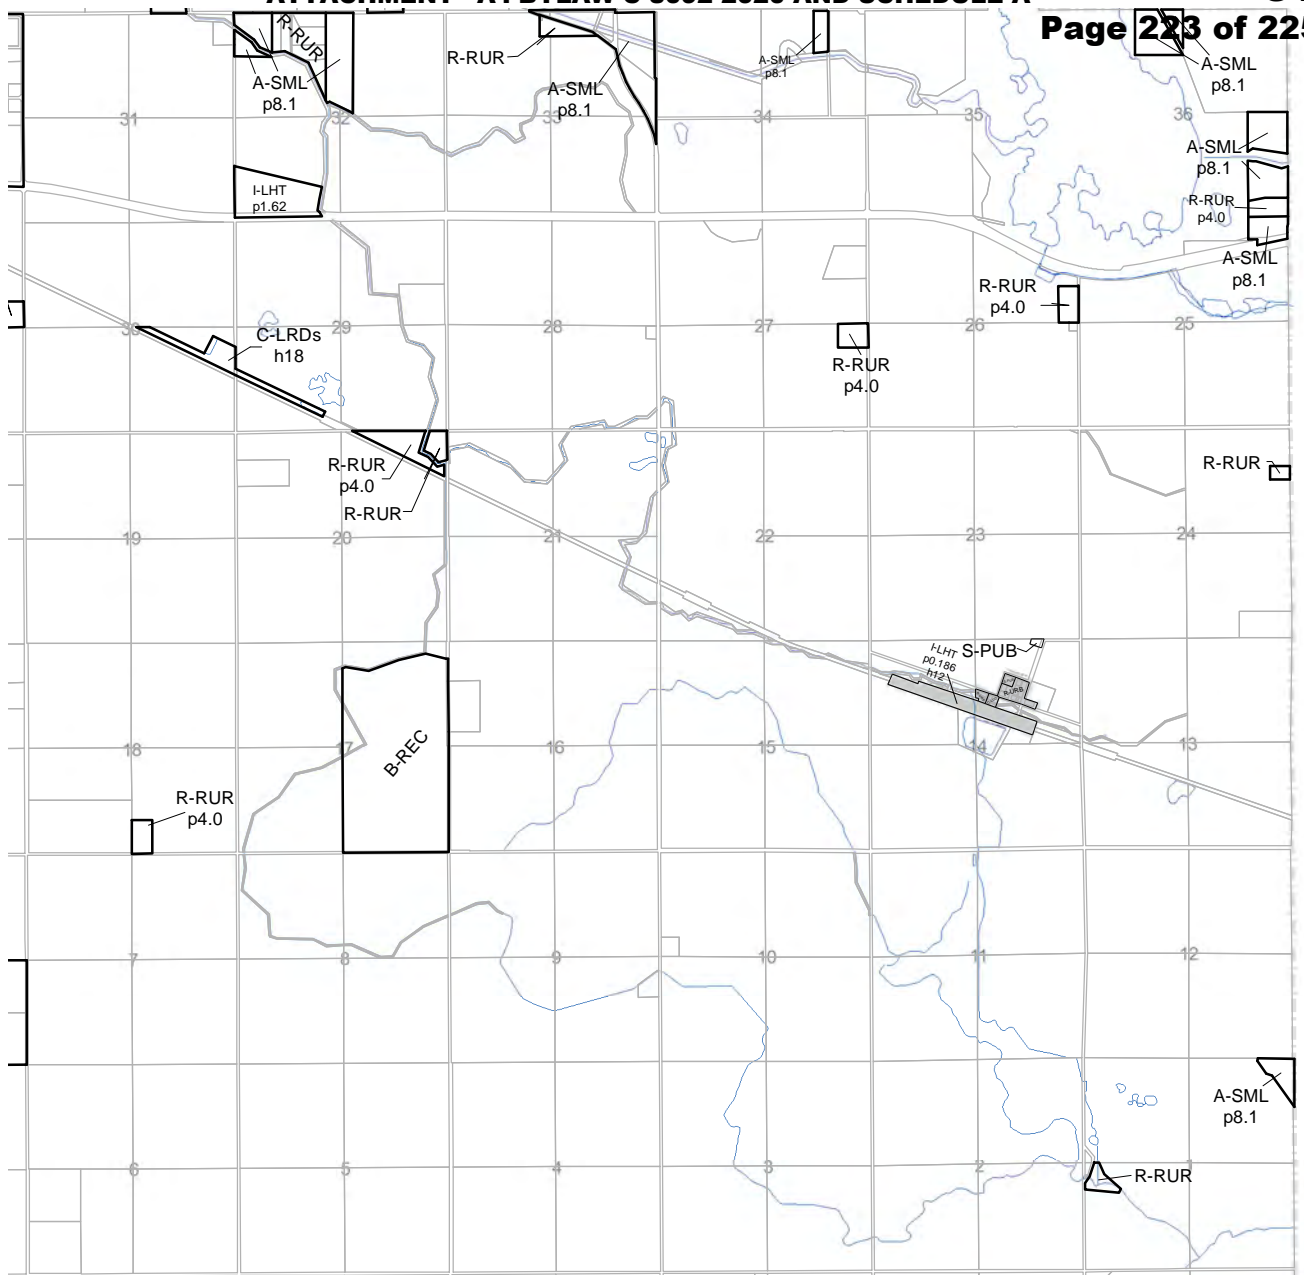 Page 223 of 225
R-RUR
A-SML
p8.1
R-RUR
A-SML
p8.1
A-SML
p8.1
A-SML
p8.1
31
32
33
34
35
36
A-SML
p8.1
I-LHT
p1.62
R-RUR
p4.0
A-SML
p8.1
R-RUR
p4.0
30
29
28
27
26
25
C-LRDs
h18
R-RUR
p4.0
R-RUR
p4.0
R-RUR
R-RUR
19
20
21
22
23
24
I-LHT
p0.186
h12
S-PUB
R-URB
18
17
16
15
14
13
B-REC
R-RUR
p4.0
7
8
9
10
11
12
A-SML
p8.1
6
5
4
3
2
1
R-RUR